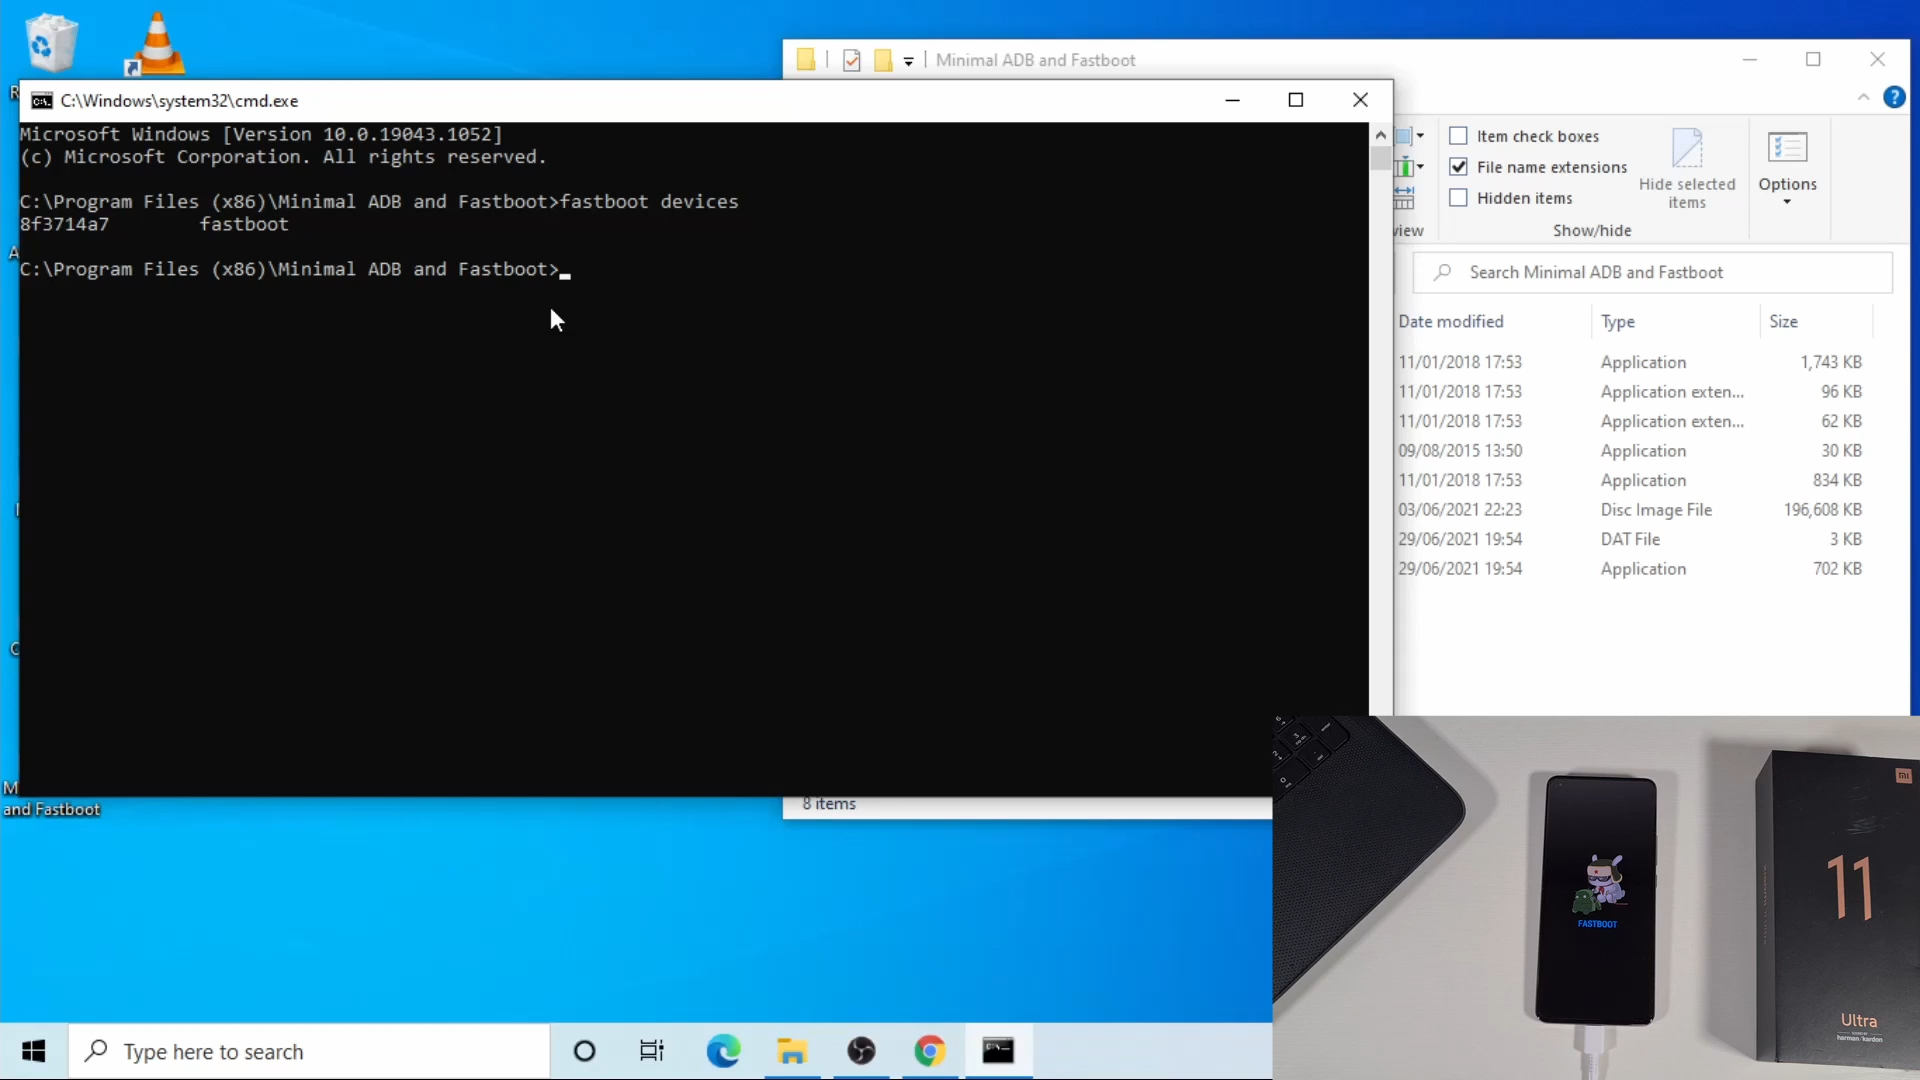 Minimal ADB and Fastboot
C:\Windows\system32\cmd.exe
Microsoft Windows [Version 10.0.19043.1052]
(c) Microsoft Corporation. All rights reserved.
C:\Program Files (x86)\Minimal ADB and Fastboot>fastboot devices
8f3714a7 fastboot
C:\Program Files (x86)\Minimal ADB and Fastboot>
Item check boxes
File name extensions
Hidden items
Hide selected
items
Options
Show/hide
view
Search Minimal ADB and Fastboot
Date modified Type Size
11/01/2018 17:53 Application 1,743 KB
11/01/2018 17:53 Application exten... 96 KB
11/01/2018 17:53 Application exten... 62 KB
09/08/2015 13:50 Application 30 KB
11/01/2018 17:53 Application 834 KB
03/06/2021 22:23 Disc Image File 196,608 KB
29/06/2021 19:54 DAT File 3 KB
29/06/2021 19:54 Application 702 KB
M
and Fastboot
8 items
FASTBOOT
mi
11
Ultra
harman/kardon
Type here to search